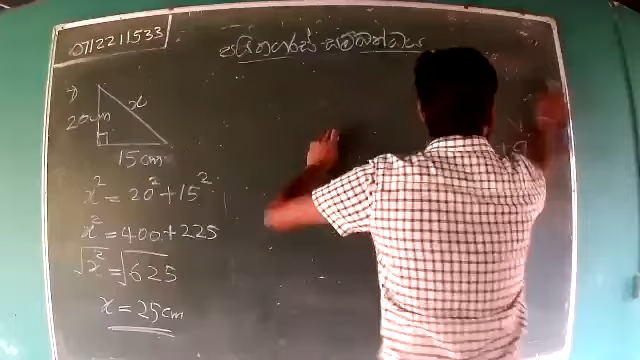 0712211533
පයිතගරස් සම්බන්ධය
x
20cm
15cm
x² = 20² + 15²
x² = 400 + 225
√x² = √625
x = 25cm